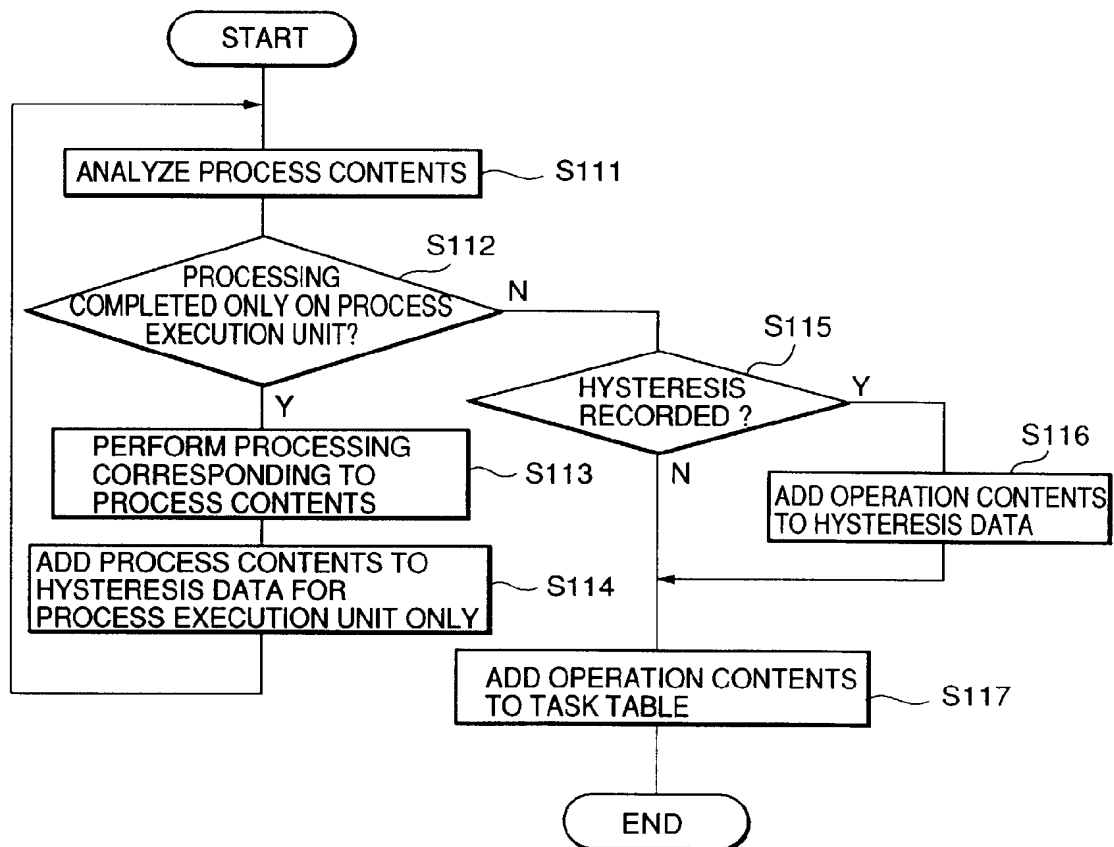 START
ANALYZE PROCESS CONTENTS
S111
S112
PROCESSING
COMPLETED ONLY ON PROCESS
EXECUTION UNIT?
N
Y
S115
HYSTERESIS
RECORDED ?
Y
N
PERFORM PROCESSING
CORRESPONDING TO
PROCESS CONTENTS
S113
S116
ADD OPERATION CONTENTS
TO HYSTERESIS DATA
ADD PROCESS CONTENTS TO
HYSTERESIS DATA FOR
PROCESS EXECUTION UNIT ONLY
S114
ADD OPERATION CONTENTS
TO TASK TABLE
S117
END